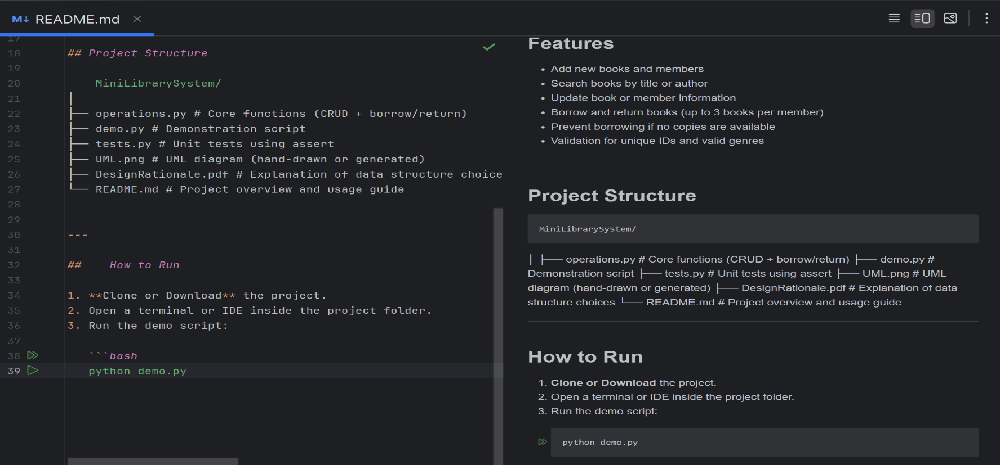 M↓ README.md ×
17
18 ## Project Structure
19
20 MiniLibrarySystem/
21 │
22 ├── operations.py # Core functions (CRUD + borrow/return)
23 ├── demo.py # Demonstration script
24 ├── tests.py # Unit tests using assert
25 ├── UML.png # UML diagram (hand-drawn or generated)
26 ├── DesignRationale.pdf # Explanation of data structure choice
27 └── README.md # Project overview and usage guide
28
29
30 ---
31
32 ##    How to Run
33
34 1. **Clone or Download** the project.
35 2. Open a terminal or IDE inside the project folder.
36 3. Run the demo script:
37
38 ```bash
39 python demo.py
Features
• Add new books and members
• Search books by title or author
• Update book or member information
• Borrow and return books (up to 3 books per member)
• Prevent borrowing if no copies are available
• Validation for unique IDs and valid genres
Project Structure
MiniLibrarySystem/
│ ├── operations.py # Core functions (CRUD + borrow/return) ├── demo.py #
Demonstration script ├── tests.py # Unit tests using assert ├── UML.png # UML
diagram (hand-drawn or generated) ├── DesignRationale.pdf # Explanation of data
structure choices └── README.md # Project overview and usage guide
How to Run
1. Clone or Download the project.
2. Open a terminal or IDE inside the project folder.
3. Run the demo script:
python demo.py